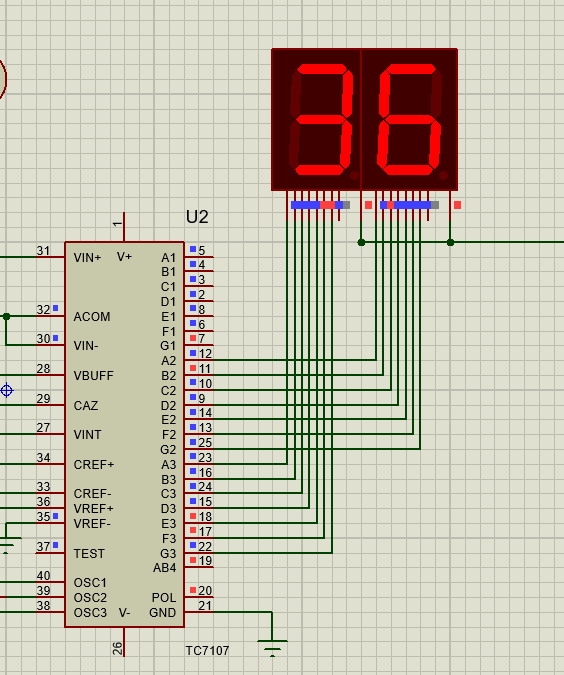 36
U2
1
31 VIN+ V+ A1 5
B1 4
C1 3
D1 2
32 ACOM E1 8
F1 6
30 VIN- G1 7
A2 12
28 VBUFF B2 11
C2 10
29 CAZ D2 9
E2 14
27 VINT F2 13
G2 25
34 CREF+ A3 23
B3 16
33 CREF- C3 24
36 VREF+ D3 15
35 VREF- E3 18
F3 17
37 TEST G3 22
AB4 19
40 OSC1
39 OSC2 POL 20
38 OSC3 V- GND 21
26
TC7107